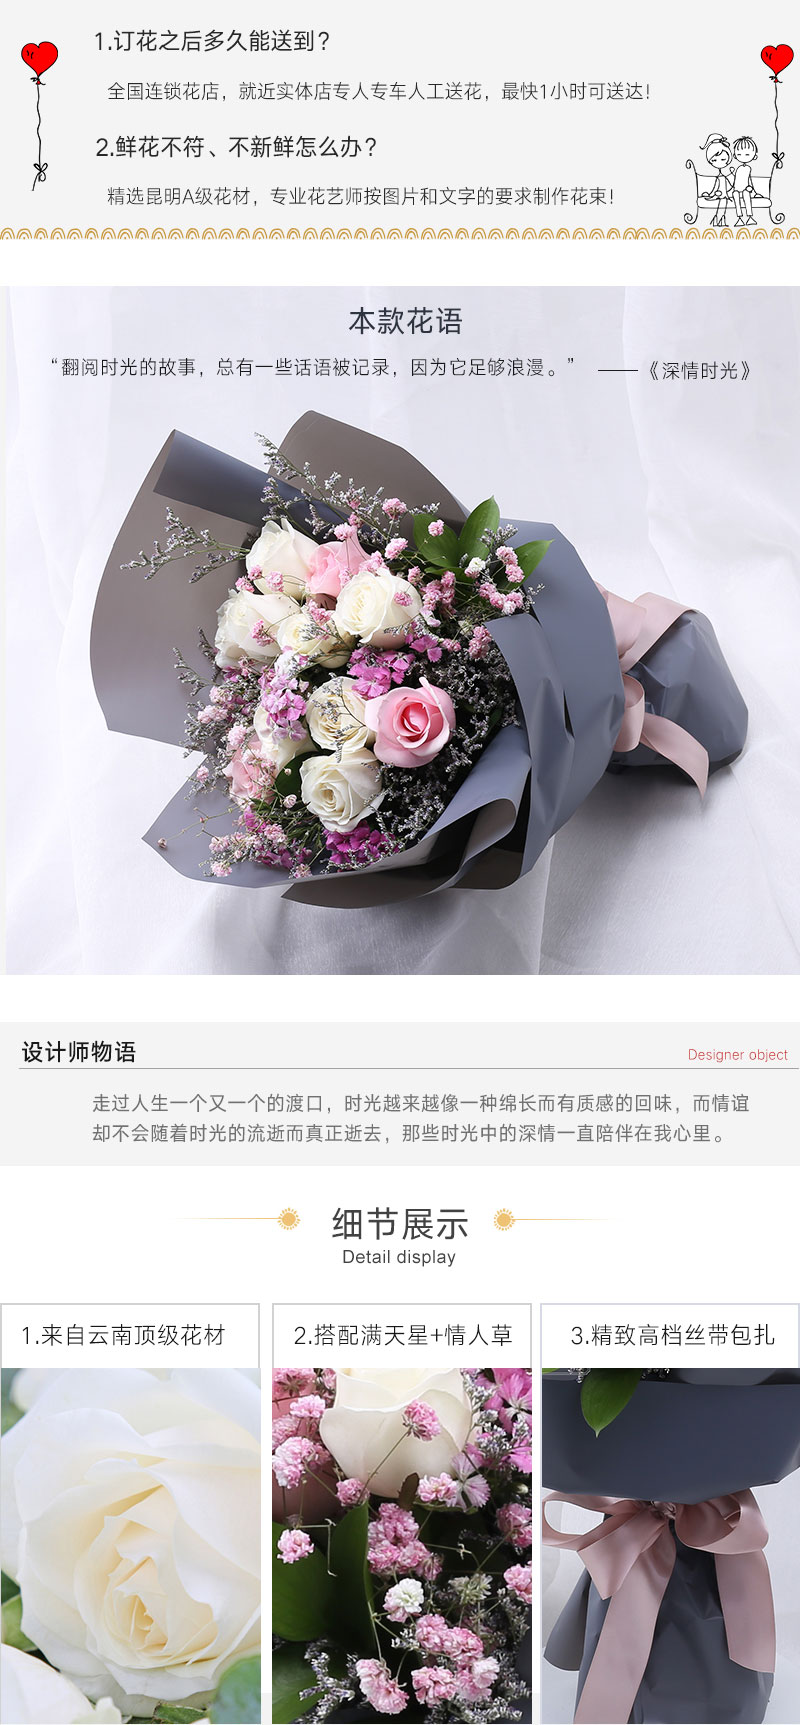 1.订花之后多久能送到？
全国连锁花店，就近实体店专人专车人工送花，最快1小时可送达！
2.鲜花不符、不新鲜怎么办？
精选昆明A级花材，专业花艺师按图片和文字的要求制作花束！
本款花语
“翻阅时光的故事，总有一些话语被记录，因为它足够浪漫。” ——《深情时光》
设计师物语
Designer object
走过人生一个又一个的渡口，时光越来越像一种绵长而有质感的回味，而情谊
却不会随着时光的流逝而真正逝去，那些时光中的深情一直陪伴在我心里。
细节展示
Detail display
1.来自云南顶级花材
2.搭配满天星+情人草
3.精致高档丝带包扎